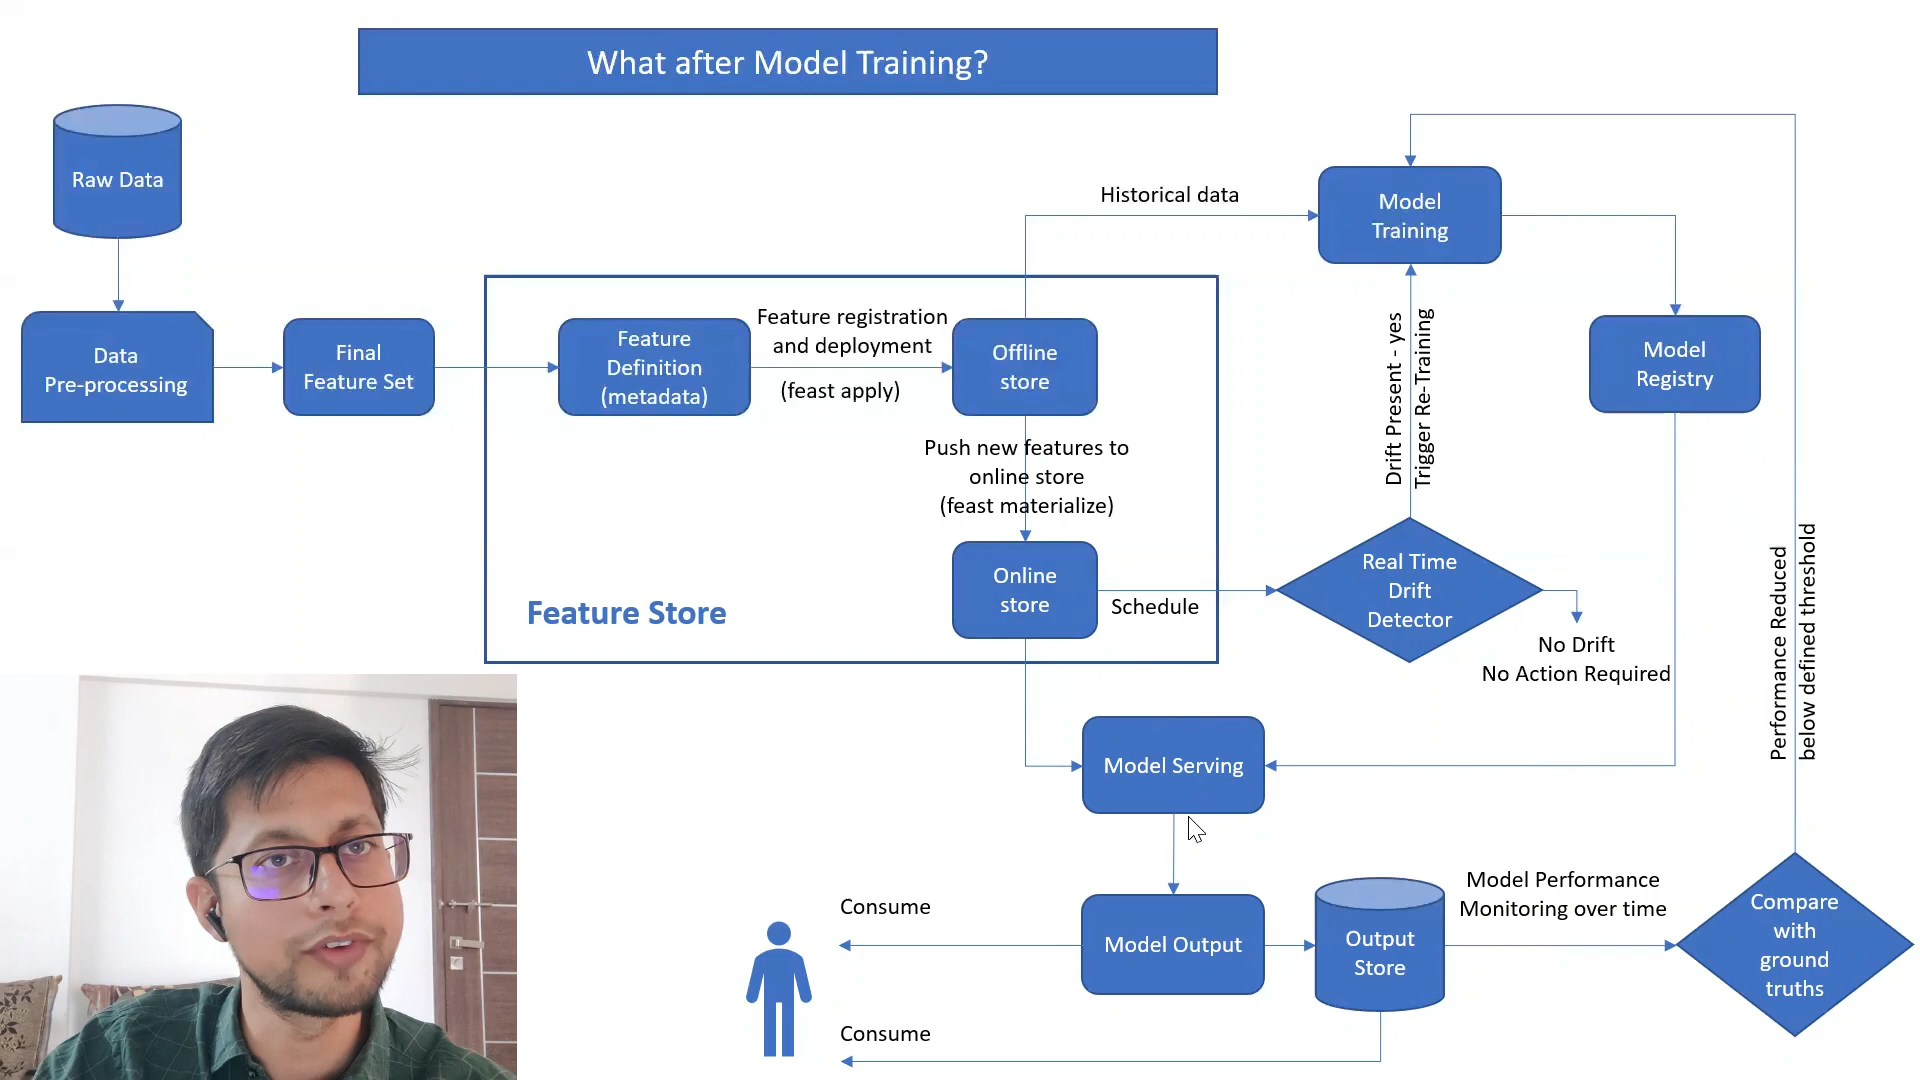 What after Model Training?
Raw Data
Data
Pre-processing
Final
Feature Set
Feature
Definition
(metadata)
Feature registration
and deployment
(feast apply)
Offline
store
Historical data
Model
Training
Model
Registry
Push new features to
online store
(feast materialize)
Online
store
Feature Store
Schedule
Real Time
Drift
Detector
Drift Present - yes
Trigger Re-Training
No Drift
No Action Required
Performance Reduced
below defined threshold
Model Serving
Model Output
Output
Store
Model Performance
Monitoring over time
Compare
with
ground
truths
Consume
Consume